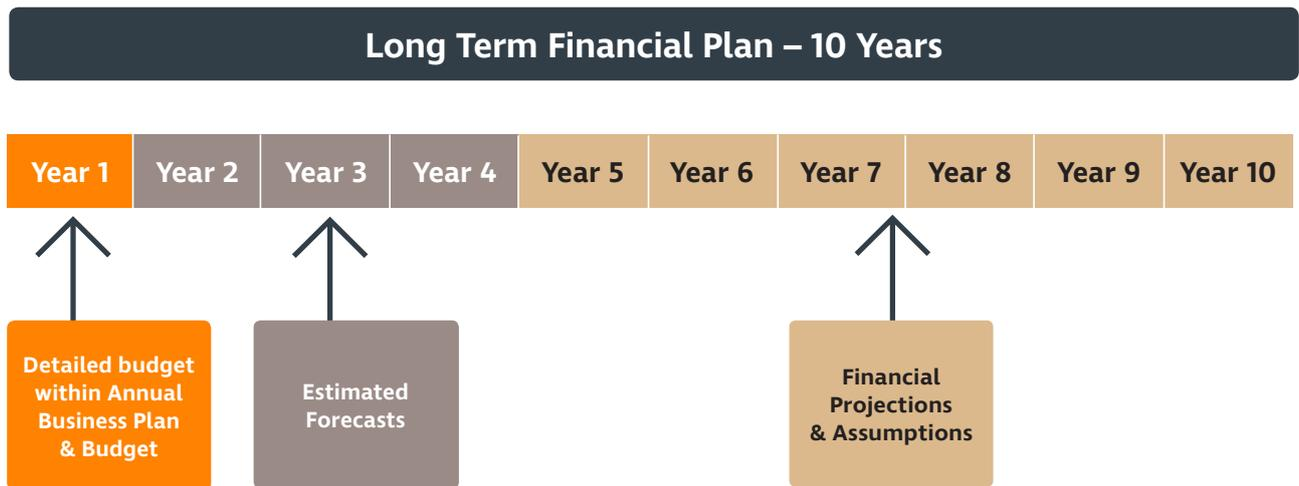 Long Term Financial Plan – 10 Years
Year 1 Year 2 Year 3 Year 4 Year 5 Year 6 Year 7 Year 8 Year 9 Year 10
Detailed budget
within Annual
Business Plan
& Budget
Estimated
Forecasts
Financial
Projections
& Assumptions